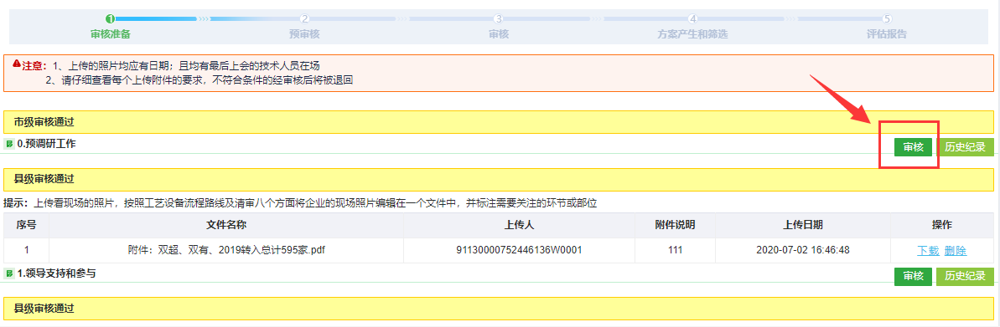 1 2 3 4 5
审核准备 预审核 审核 方案产生和筛选 评估报告
注意：1、上传的照片均应有日期；且均有最后上会的技术人员在场
2、请仔细查看每个上传附件的要求，不符合条件的经审核后将被退回
市级审核通过
0.预调研工作 审核 历史纪录
县级审核通过
提示：上传看现场的照片，按照工艺设备流程路线及清审八个方面将企业的现场照片编辑在一个文件中，并标注需要关注的环节或部位
序号 文件名称 上传人 附件说明 上传日期 操作
1 附件：双超、双有、2019转入总计595家.pdf 91130000752446136W0001 111 2020-07-02 16:46:48 下载 删除
1.领导支持和参与 审核 历史纪录
县级审核通过